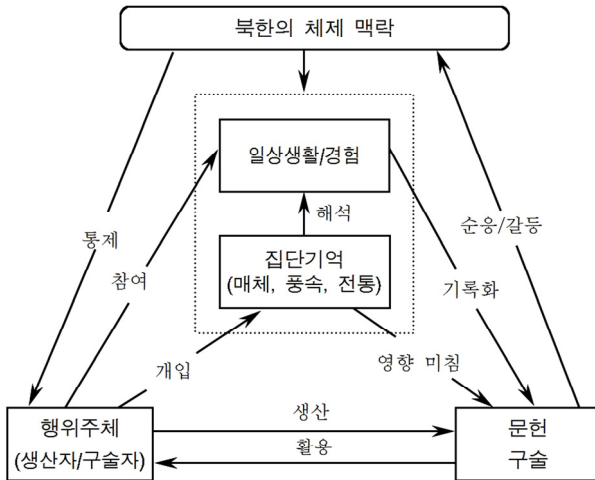 북한의 체제 맥락
일상생활/경험
해석
집단기억
(매체, 풍속, 전통)
통제
참여
순응/갈등
기록화
개입
영향 미침
행위주체
(생산자/구술자)
생산
활용
문헌
구술